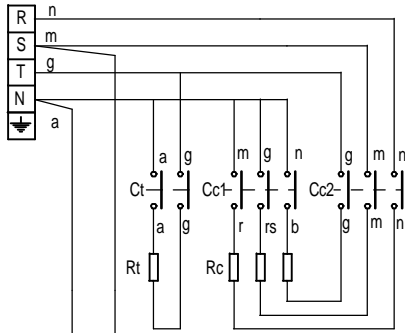 R n
S m
T g
N
a
a g m g n g m n
Ct Cc1 Cc2
a g r rs b g m n
Rt Rc